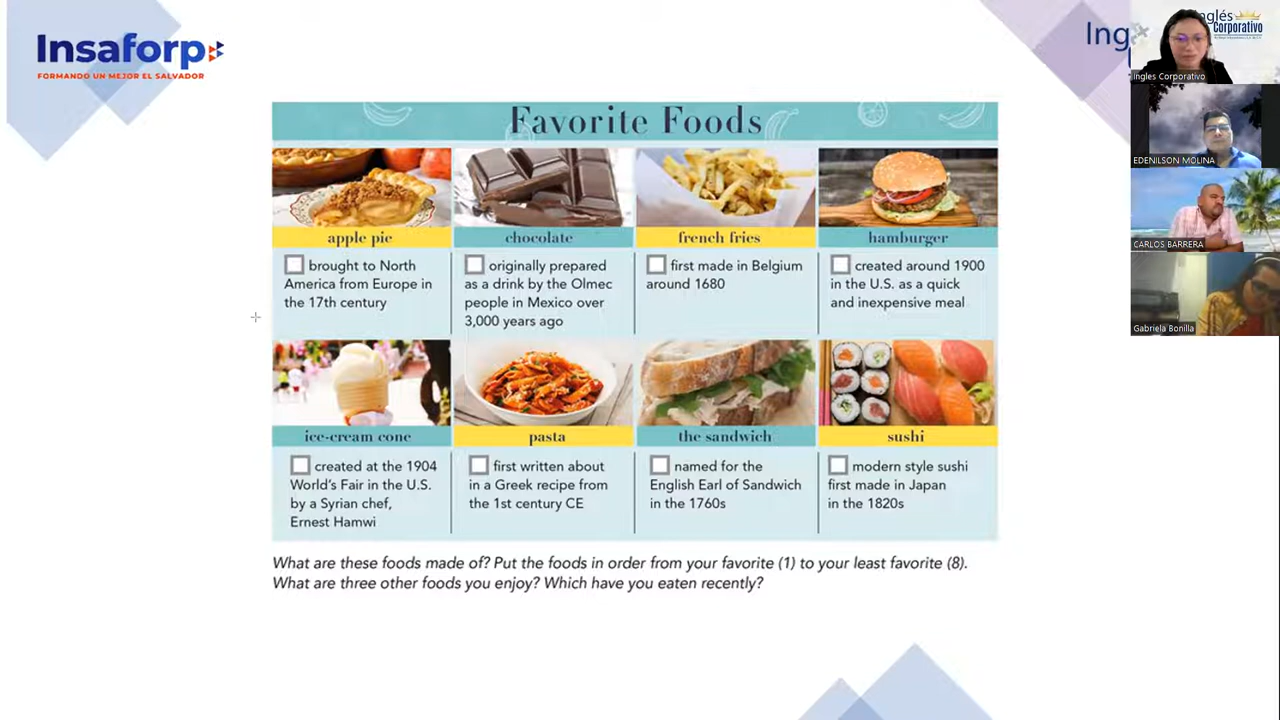 Insaforp
FORMANDO UN MEJOR EL SALVADOR
Ing
Inglés
Corporativo
Ingles Corporativo
EDENILSON MOLINA
CARLOS BARRERA
Gabriela Bonilla
Favorite Foods
apple pie
brought to North
America from Europe in
the 17th century
chocolate
originally prepared
as a drink by the Olmec
people in Mexico over
3,000 years ago
french fries
first made in Belgium
around 1680
hamburger
created around 1900
in the U.S. as a quick
and inexpensive meal
ice-cream cone
created at the 1904
World's Fair in the U.S.
by a Syrian chef,
Ernest Hamwi
pasta
first written about
in a Greek recipe from
the 1st century CE
the sandwich
named for the
English Earl of Sandwich
in the 1760s
sushi
modern style sushi
first made in Japan
in the 1820s
What are these foods made of? Put the foods in order from your favorite (1) to your least favorite (8).
What are three other foods you enjoy? Which have you eaten recently?